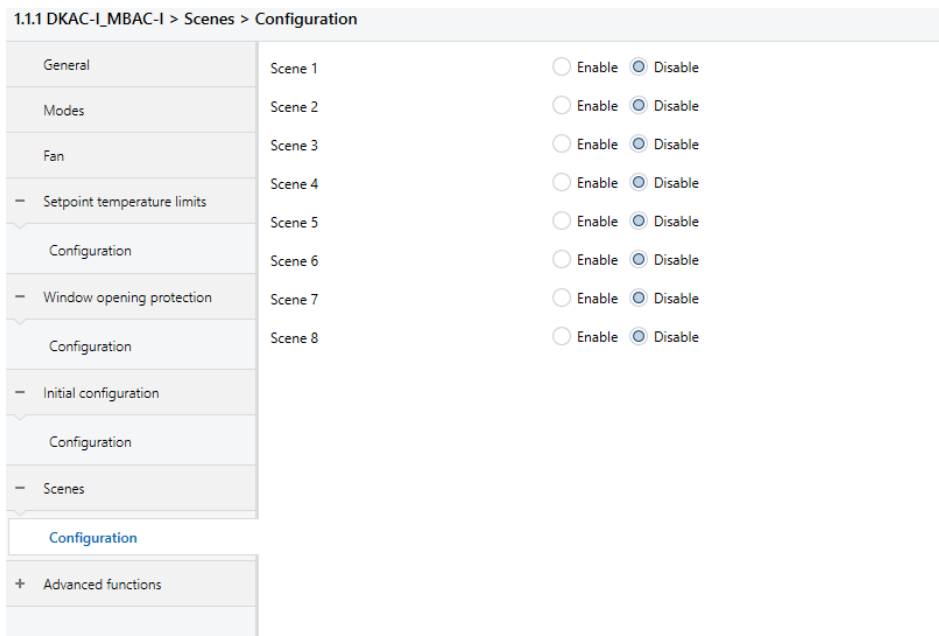 1.1.1 DKAC-I_MBAC-I > Scenes > Configuration
General
Modes
Fan
− Setpoint temperature limits
Configuration
− Window opening protection
Configuration
− Initial configuration
Configuration
− Scenes
Configuration
+ Advanced functions
Scene 1 Enable Disable
Scene 2 Enable Disable
Scene 3 Enable Disable
Scene 4 Enable Disable
Scene 5 Enable Disable
Scene 6 Enable Disable
Scene 7 Enable Disable
Scene 8 Enable Disable